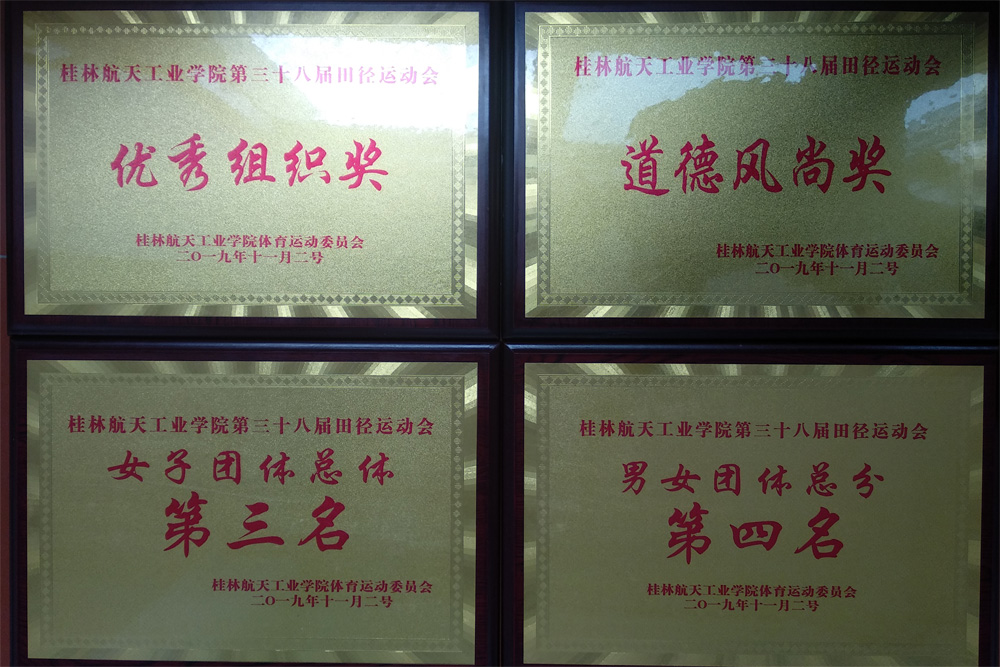 桂林航天工业学院第三十八届田径运动会
优秀组织奖
桂林航天工业学院体育运动委员会
二〇一九年十一月二号
桂林航天工业学院第三十八届田径运动会
道德风尚奖
桂林航天工业学院体育运动委员会
二〇一九年十一月二号
桂林航天工业学院第三十八届田径运动会
女子团体总体
第三名
桂林航天工业学院体育运动委员会
二〇一九年十一月二号
桂林航天工业学院第三十八届田径运动会
男女团体总分
第四名
桂林航天工业学院体育运动委员会
二〇一九年十一月二号